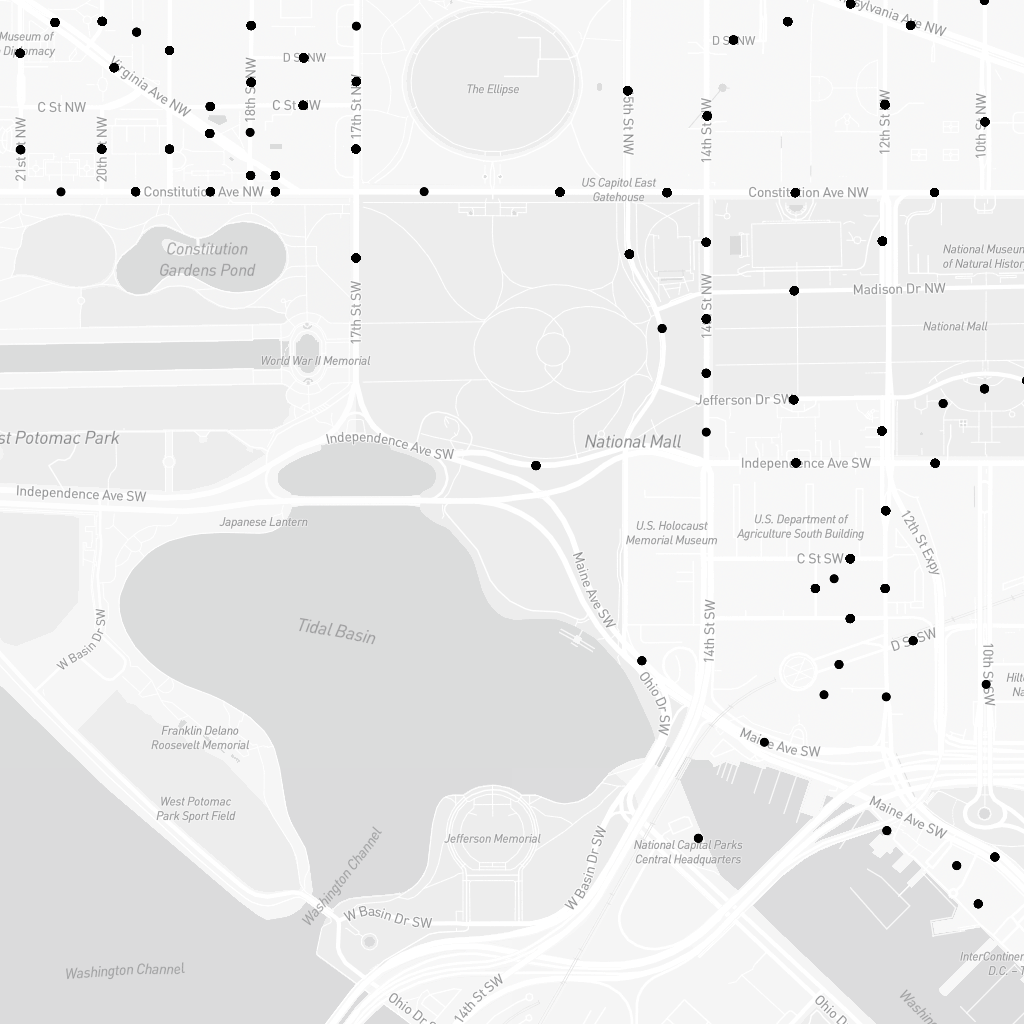 Pennsylvania Ave NW
Museum of
Diplomacy
D St NW
D St NW
Virginia Ave NW
18th St NW
17th St NW
The Ellipse
C St NW
C St NW
15th St NW
14th St NW
12th St NW
10th St NW
21st St NW
20th St NW
Constitution Ave NW
US Capitol East
Gatehouse
Constitution Ave NW
Constitution
Gardens Pond
National Museum
of Natural History
Madison Dr NW
17th St SW
14th St NW
National Mall
World War II Memorial
Jefferson Dr SW
st Potomac Park
Independence Ave SW
National Mall
Independence Ave SW
Independence Ave SW
Japanese Lantern
U.S. Holocaust
Memorial Museum
U.S. Department of
Agriculture South Building
12th St Expy
C St SW
Maine Ave SW
Tidal Basin
W Basin Dr SW
14th St SW
D St SW
10th St SW
Ohio Dr SW
Franklin Delano
Roosevelt Memorial
Maine Ave SW
West Potomac
Park Sport Field
Maine Ave SW
Jefferson Memorial
National Capital Parks
Central Headquarters
Washington Channel
W Basin Dr SW
W Basin Dr SW
InterContinen
D.C. – T
Washington Channel
14th St SW
Ohio Dr S
Ohio D
Washing